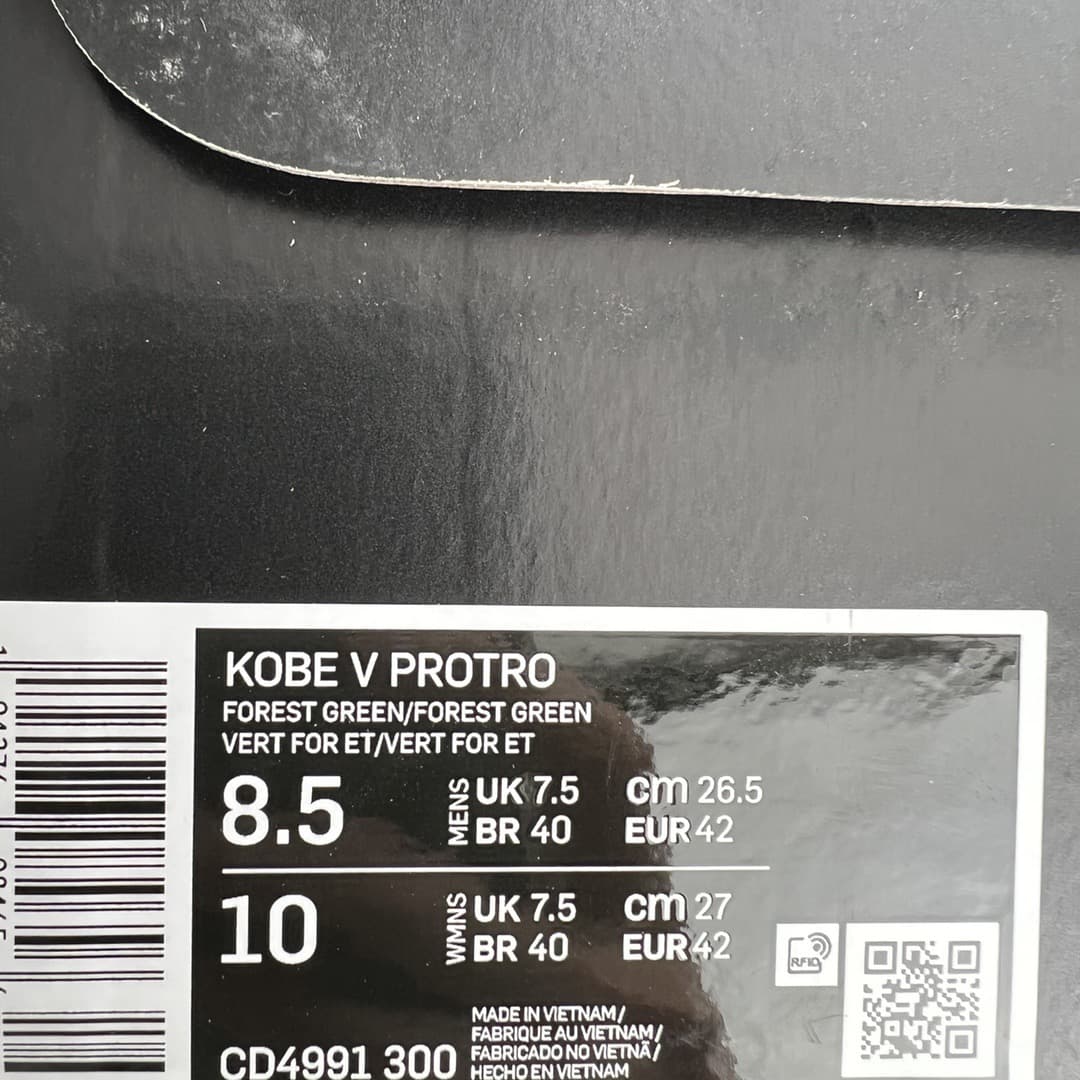 KOBE V PROTRO
FOREST GREEN/FOREST GREEN
VERT FOR ET/VERT FOR ET
8.5 MENS UK 7.5 cm 26.5
BR 40 EUR 42
10 WMNS UK 7.5 cm 27
BR 40 EUR 42
RFID
MADE IN VIETNAM/
FABRIQUE AU VIETNAM/
FABRICADO NO VIETNÃ/
HECHO EN VIETNAM
CD4991 300